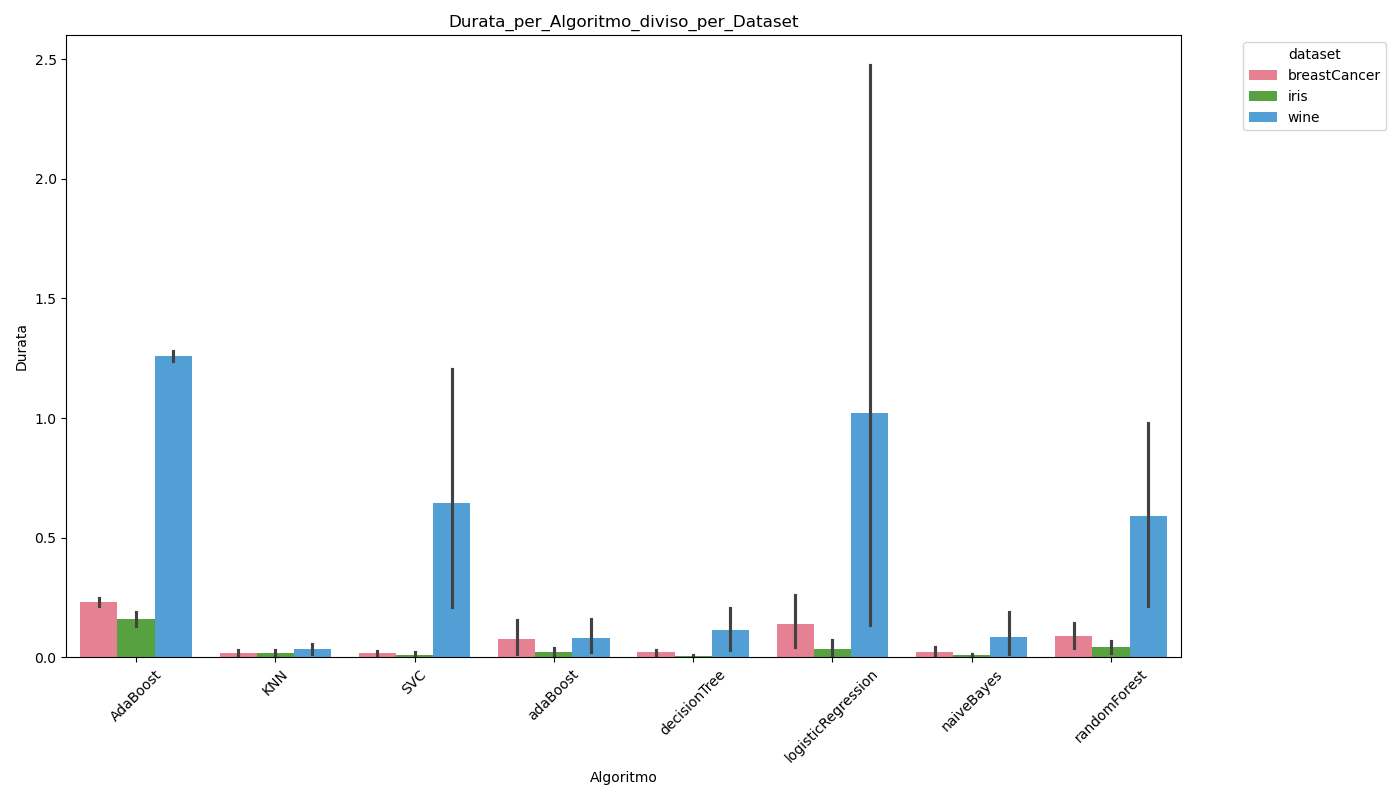 Durata_per_Algoritmo_diviso_per_Dataset
dataset
breastCancer
iris
wine
Durata
2.5
2.0
1.5
1.0
0.5
0.0
AdaBoost
KNN
SVC
adaBoost
decisionTree
logisticRegression
naiveBayes
randomForest
Algoritmo